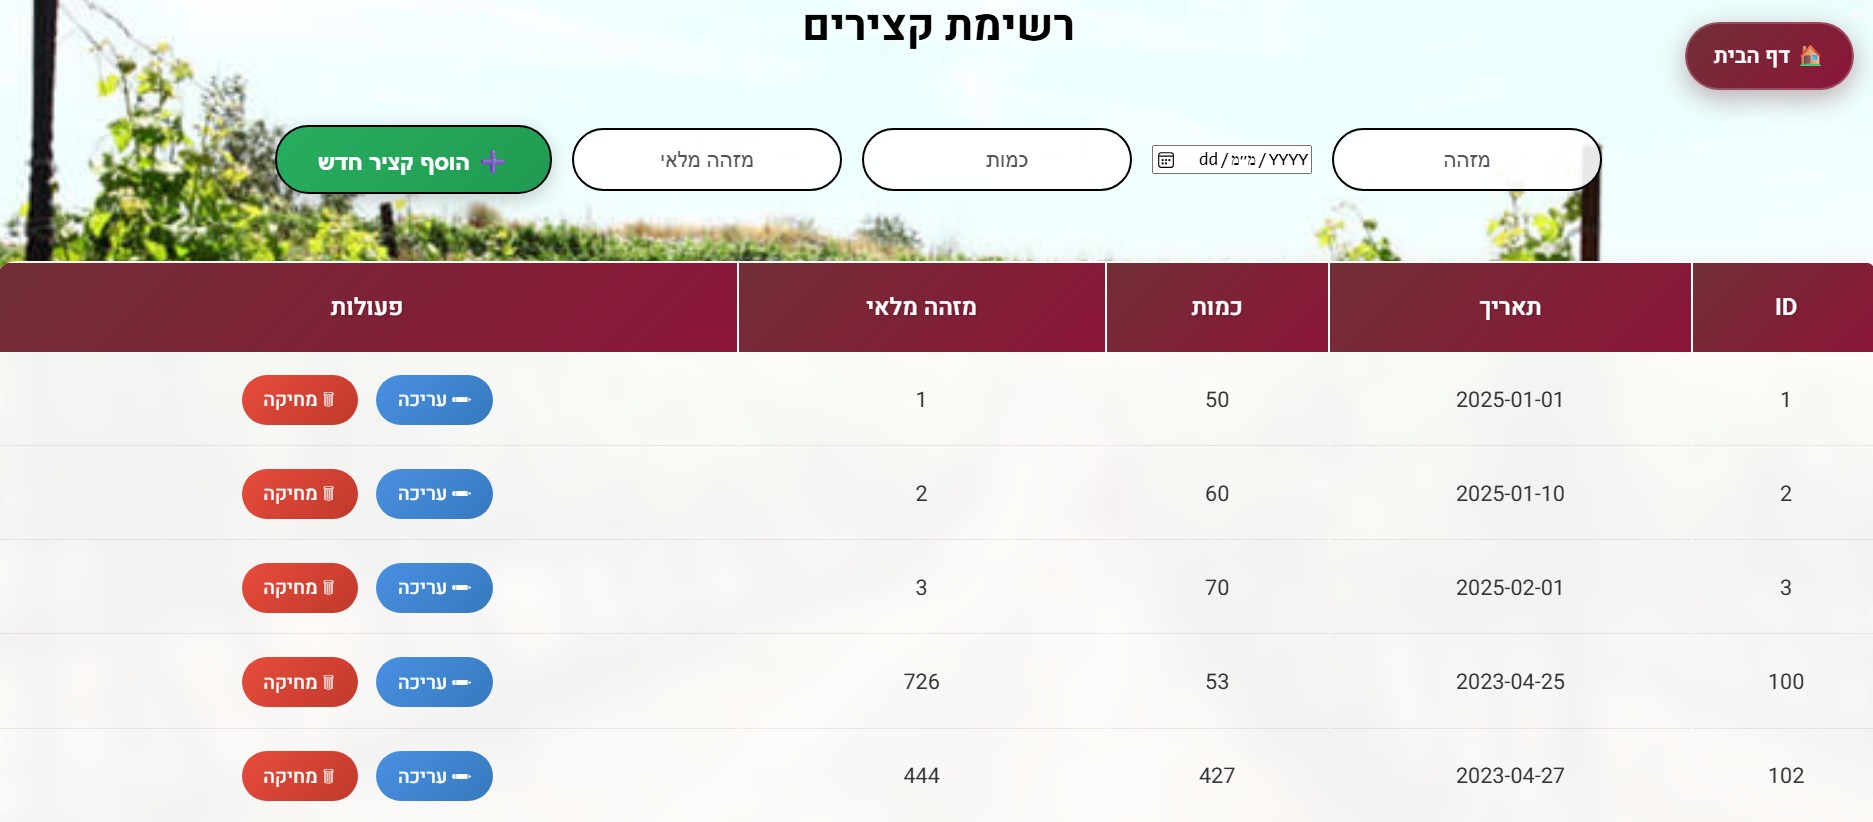 רשימת קצירים
🏠 דף הבית
מזהה
dd/מ״מ/YYYY
כמות
מזהה מלאי
➕ הוסף קציר חדש
ID תאריך כמות מזהה מלאי פעולות
1 2025-01-01 50 1 ✏️ עריכה 🗑️ מחיקה
2 2025-01-10 60 2 ✏️ עריכה 🗑️ מחיקה
3 2025-02-01 70 3 ✏️ עריכה 🗑️ מחיקה
100 2023-04-25 53 726 ✏️ עריכה 🗑️ מחיקה
102 2023-04-27 427 444 ✏️ עריכה 🗑️ מחיקה